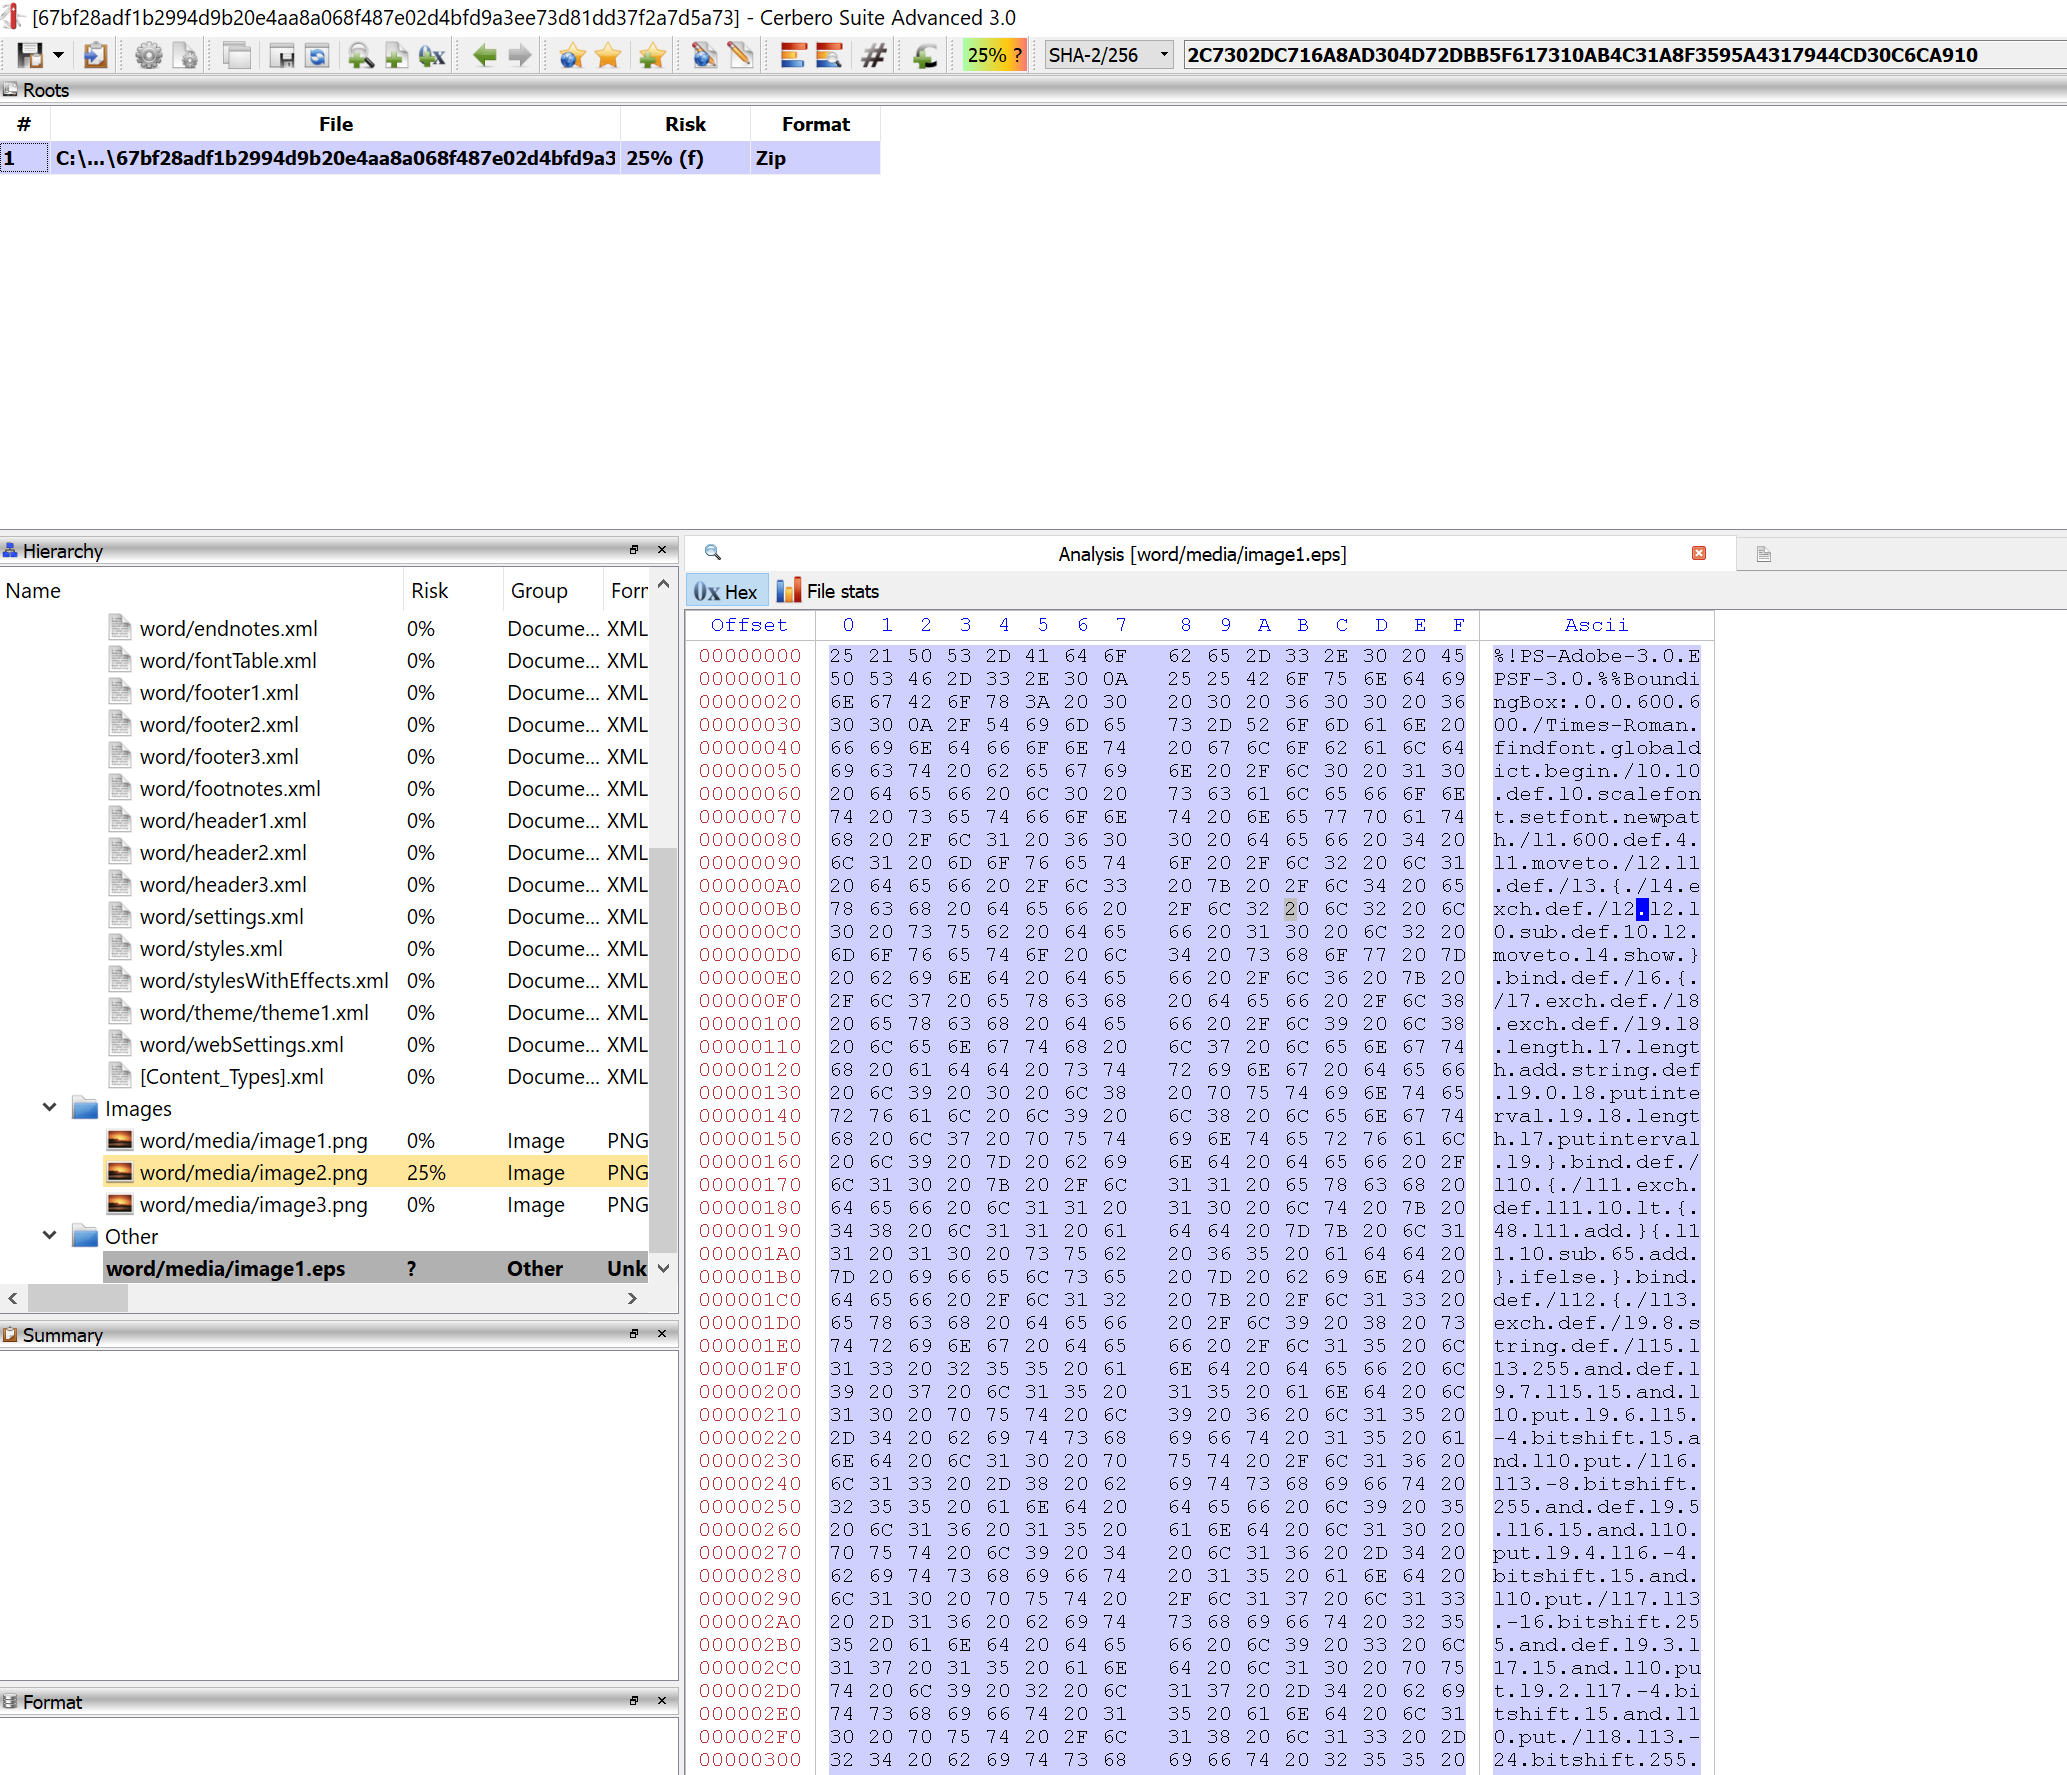 [67bf28adf1b2994d9b20e4aa8a068f487e02d4bfd9a3ee73d81dd37f2a7d5a73] - Cerbero Suite Advanced 3.0
25% ? SHA-2/256 2C7302DC716A8AD304D72DBB5F617310AB4C31A8F3595A4317944CD30C6CA910
Roots
# File Risk Format
1 C:\...\67bf28adf1b2994d9b20e4aa8a068f487e02d4bfd9a3 25% (f) Zip
Hierarchy
Name Risk Group Forr
word/endnotes.xml 0% Docume... XML
word/fontTable.xml 0% Docume... XML
word/footer1.xml 0% Docume... XML
word/footer2.xml 0% Docume... XML
word/footer3.xml 0% Docume... XML
word/footnotes.xml 0% Docume... XML
word/header1.xml 0% Docume... XML
word/header2.xml 0% Docume... XML
word/header3.xml 0% Docume... XML
word/settings.xml 0% Docume... XML
word/styles.xml 0% Docume... XML
word/stylesWithEffects.xml 0% Docume... XML
word/theme/theme1.xml 0% Docume... XML
word/webSettings.xml 0% Docume... XML
[Content_Types].xml 0% Docume... XML
Images
word/media/image1.png 0% Image PNG
word/media/image2.png 25% Image PNG
word/media/image3.png 0% Image PNG
Other
word/media/image1.eps ? Other Unk
Summary
Format
Analysis [word/media/image1.eps]
0x Hex File stats
Offset 0 1 2 3 4 5 6 7 8 9 A B C D E F Ascii
00000000 25 21 50 53 2D 41 64 6F 62 65 2D 33 2E 30 20 45 %!PS-Adobe-3.0.E
00000010 50 53 46 2D 33 2E 30 0A 25 25 42 6F 75 6E 64 69 PSF-3.0.%%Boundi
00000020 6E 67 42 6F 78 3A 20 30 20 30 20 36 30 30 20 36 ngBox:.0.0.600.6
00000030 30 30 0A 2F 54 69 6D 65 73 2D 52 6F 6D 61 6E 20 00./Times-Roman.
00000040 66 69 6E 64 66 6F 6E 74 20 67 6C 6F 62 61 6C 64 findfont.globald
00000050 69 63 74 20 62 65 67 69 6E 20 2F 6C 30 20 31 30 ict.begin./l0.10
00000060 20 64 65 66 20 6C 30 20 73 63 61 6C 65 66 6F 6E .def.l0.scalefon
00000070 74 20 73 65 74 66 6F 6E 74 20 6E 65 77 70 61 74 t.setfont.newpat
00000080 68 20 2F 6C 31 20 36 30 30 20 64 65 66 20 34 20 h./l1.600.def.4.
00000090 6C 31 20 6D 6F 76 65 74 6F 20 2F 6C 32 20 6C 31 l1.moveto./l2.l1
000000A0 20 64 65 66 20 2F 6C 33 20 7B 20 2F 6C 34 20 65 .def./l3.{./l4.e
000000B0 78 63 68 20 64 65 66 20 2F 6C 32 20 6C 32 20 6C xch.def./l2.l2.l
000000C0 30 20 73 75 62 20 64 65 66 20 31 30 20 6C 32 20 0.sub.def.10.l2.
000000D0 6D 6F 76 65 74 6F 20 6C 34 20 73 68 6F 77 20 7D moveto.l4.show.}
000000E0 20 62 69 6E 64 20 64 65 66 20 2F 6C 36 20 7B 20 .bind.def./l6.{.
000000F0 2F 6C 37 20 65 78 63 68 20 64 65 66 20 2F 6C 38 /l7.exch.def./l8
00000100 20 65 78 63 68 20 64 65 66 20 2F 6C 39 20 6C 38 .exch.def./l9.l8
00000110 20 6C 65 6E 67 74 68 20 6C 37 20 6C 65 6E 67 74 .length.l7.lengt
00000120 68 20 61 64 64 20 73 74 72 69 6E 67 20 64 65 66 h.add.string.def
00000130 20 6C 39 20 30 20 6C 38 20 70 75 74 69 6E 74 65 .l9.0.l8.putinte
00000140 72 76 61 6C 20 6C 39 20 6C 38 20 6C 65 6E 67 74 rval.l9.l8.lengt
00000150 68 20 6C 37 20 70 75 74 69 6E 74 65 72 76 61 6C h.l7.putinterval
00000160 20 6C 39 20 7D 20 62 69 6E 64 20 64 65 66 20 2F .l9.}.bind.def./
00000170 6C 31 30 20 7B 20 2F 6C 31 31 20 65 78 63 68 20 l10.{./l11.exch.
00000180 64 65 66 20 6C 31 31 20 31 30 20 6C 74 20 7B 20 def.l11.10.lt.{.
00000190 34 38 20 6C 31 31 20 61 64 64 20 7D 7B 20 6C 31 48.l11.add.}{.l1
000001A0 31 20 31 30 20 73 75 62 20 36 35 20 61 64 64 20 1.10.sub.65.add.
000001B0 7D 20 69 66 65 6C 73 65 20 7D 20 62 69 6E 64 20 }.ifelse.}.bind.
000001C0 64 65 66 20 2F 6C 31 32 20 7B 20 2F 6C 31 33 20 def./l12.{./l13.
000001D0 65 78 63 68 20 64 65 66 20 2F 6C 39 20 38 20 73 exch.def./l9.8.s
000001E0 74 72 69 6E 67 20 64 65 66 20 2F 6C 31 35 20 6C tring.def./l15.l
000001F0 31 33 20 32 35 35 20 61 6E 64 20 64 65 66 20 6C 13.255.and.def.l
00000200 39 20 37 20 6C 31 35 20 31 35 20 61 6E 64 20 6C 9.7.l15.15.and.l
00000210 31 30 20 70 75 74 20 6C 39 20 36 20 6C 31 35 20 10.put.l9.6.l15.
00000220 2D 34 20 62 69 74 73 68 69 66 74 20 31 35 20 61 -4.bitshift.15.a
00000230 6E 64 20 6C 31 30 20 70 75 74 20 2F 6C 31 36 20 nd.l10.put./l16.
00000240 6C 31 33 20 2D 38 20 62 69 74 73 68 69 66 74 20 l13.-8.bitshift.
00000250 32 35 35 20 61 6E 64 20 64 65 66 20 6C 39 20 35 255.and.def.l9.5
00000260 20 6C 31 36 20 31 35 20 61 6E 64 20 6C 31 30 20 .l16.15.and.l10.
00000270 70 75 74 20 6C 39 20 34 20 6C 31 36 20 2D 34 20 put.l9.4.l16.-4.
00000280 62 69 74 73 68 69 66 74 20 31 35 20 61 6E 64 20 bitshift.15.and.
00000290 6C 31 30 20 70 75 74 20 2F 6C 31 37 20 6C 31 33 l10.put./l17.l13
000002A0 20 2D 31 36 20 62 69 74 73 68 69 66 74 20 32 35 .-16.bitshift.25
000002B0 35 20 61 6E 64 20 64 65 66 20 6C 39 20 33 20 6C 5.and.def.l9.3.l
000002C0 31 37 20 31 35 20 61 6E 64 20 6C 31 30 20 70 75 17.15.and.l10.pu
000002D0 74 20 6C 39 20 32 20 6C 31 37 20 2D 34 20 62 69 t.l9.2.l17.-4.bi
000002E0 74 73 68 69 66 74 20 31 35 20 61 6E 64 20 6C 31 tshift.15.and.l1
000002F0 30 20 70 75 74 20 2F 6C 31 38 20 6C 31 33 20 2D 0.put./l18.l13.-
00000300 32 34 20 62 69 74 73 68 69 66 74 20 32 35 35 20 24.bitshift.255.